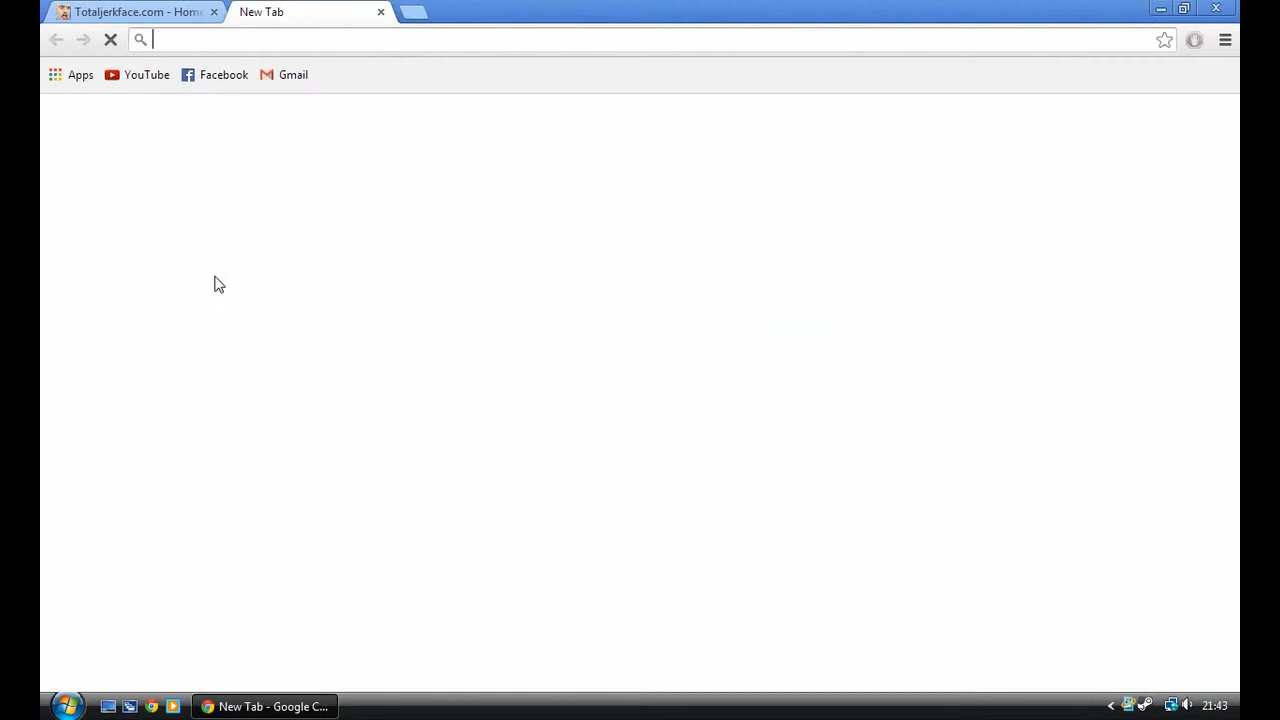 Totaljerkface.com - Home
New Tab
Apps
YouTube
Facebook
Gmail
New Tab - Google C...
21:43